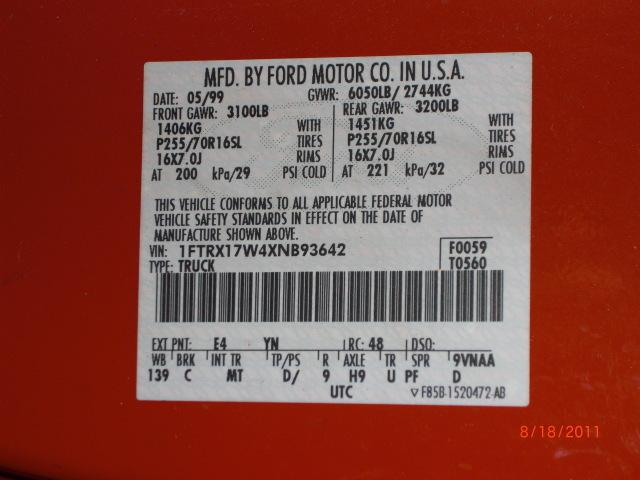 MFD. BY FORD MOTOR CO. IN U.S.A.
DATE: 05/99 GVWR: 6050LB/ 2744KG
FRONT GAWR: 3100LB REAR GAWR: 3200LB
1406KG WITH 1451KG WITH
P255/70R16SL TIRES P255/70R16SL TIRES
16X7.0J RIMS 16X7.0J RIMS
AT 200 kPa/29 PSI COLD AT 221 kPa/32 PSI COLD
THIS VEHICLE CONFORMS TO ALL APPLICABLE FEDERAL MOTOR
VEHICLE SAFETY STANDARDS IN EFFECT ON THE DATE OF
MANUFACTURE SHOWN ABOVE.
VIN: 1FTRX17W4XNB93642 F0059
TYPE: TRUCK T0560
EXT PNT: E4 YN RC: 48 DSO:
WB BRK INT TR TP/PS R AXLE TR SPR 9VNAA
139 C MT D/ 9 H9 U PF D
UTC F85B-1520472-AB
8/18/2011